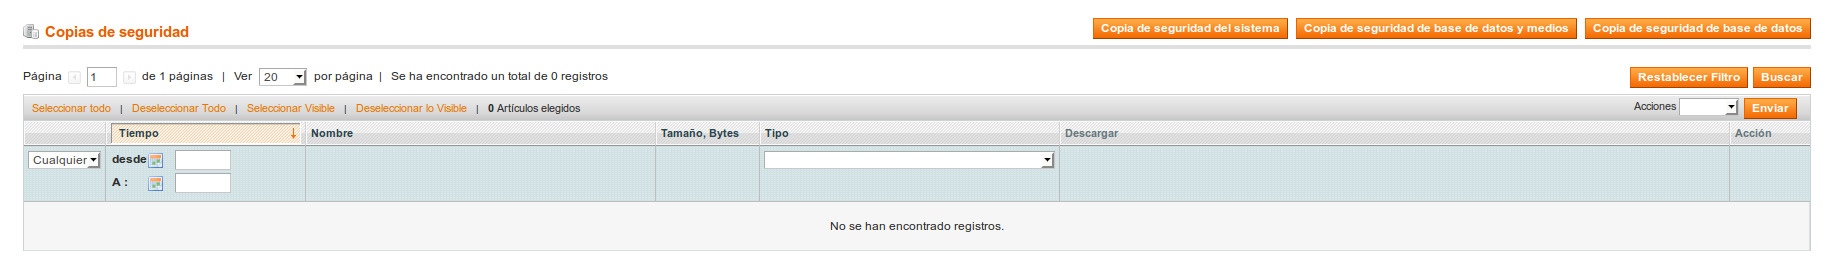 Copias de seguridad
Copia de seguridad del sistema
Copia de seguridad de base de datos y medios
Copia de seguridad de base de datos
Página 1 de 1 páginas | Ver 20 por página | Se ha encontrado un total de 0 registros
Restablecer Filtro
Buscar
Seleccionar todo | Deseleccionar Todo | Seleccionar Visible | Deseleccionar lo Visible | 0 Artículos elegidos
Acciones
Enviar
Tiempo Nombre Tamaño, Bytes Tipo Descargar Acción
Cualquier desde
A :
No se han encontrado registros.